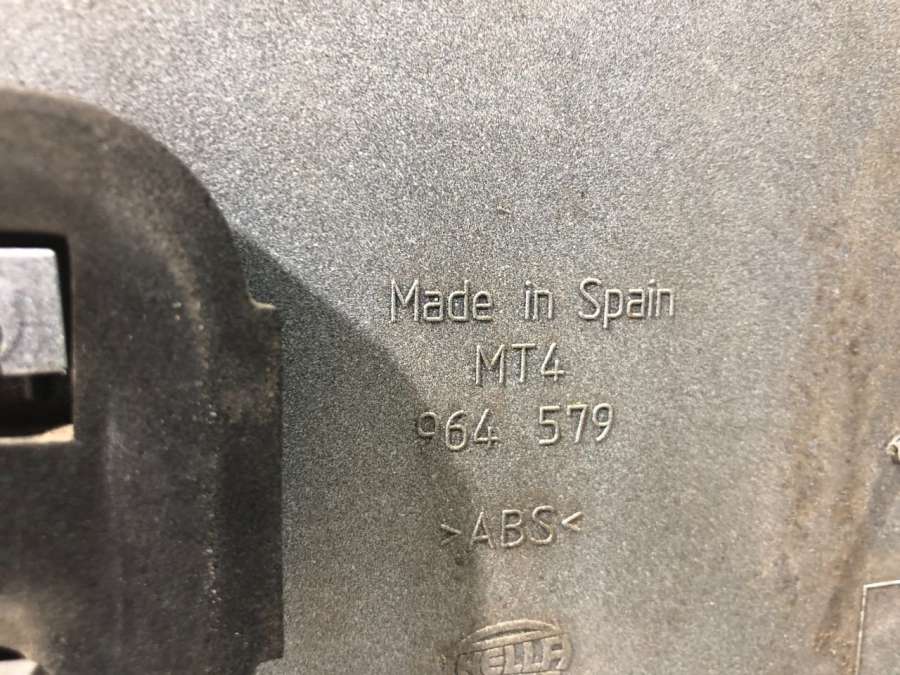 Made in Spain
MT4
964 579
>ABS<
HELLA